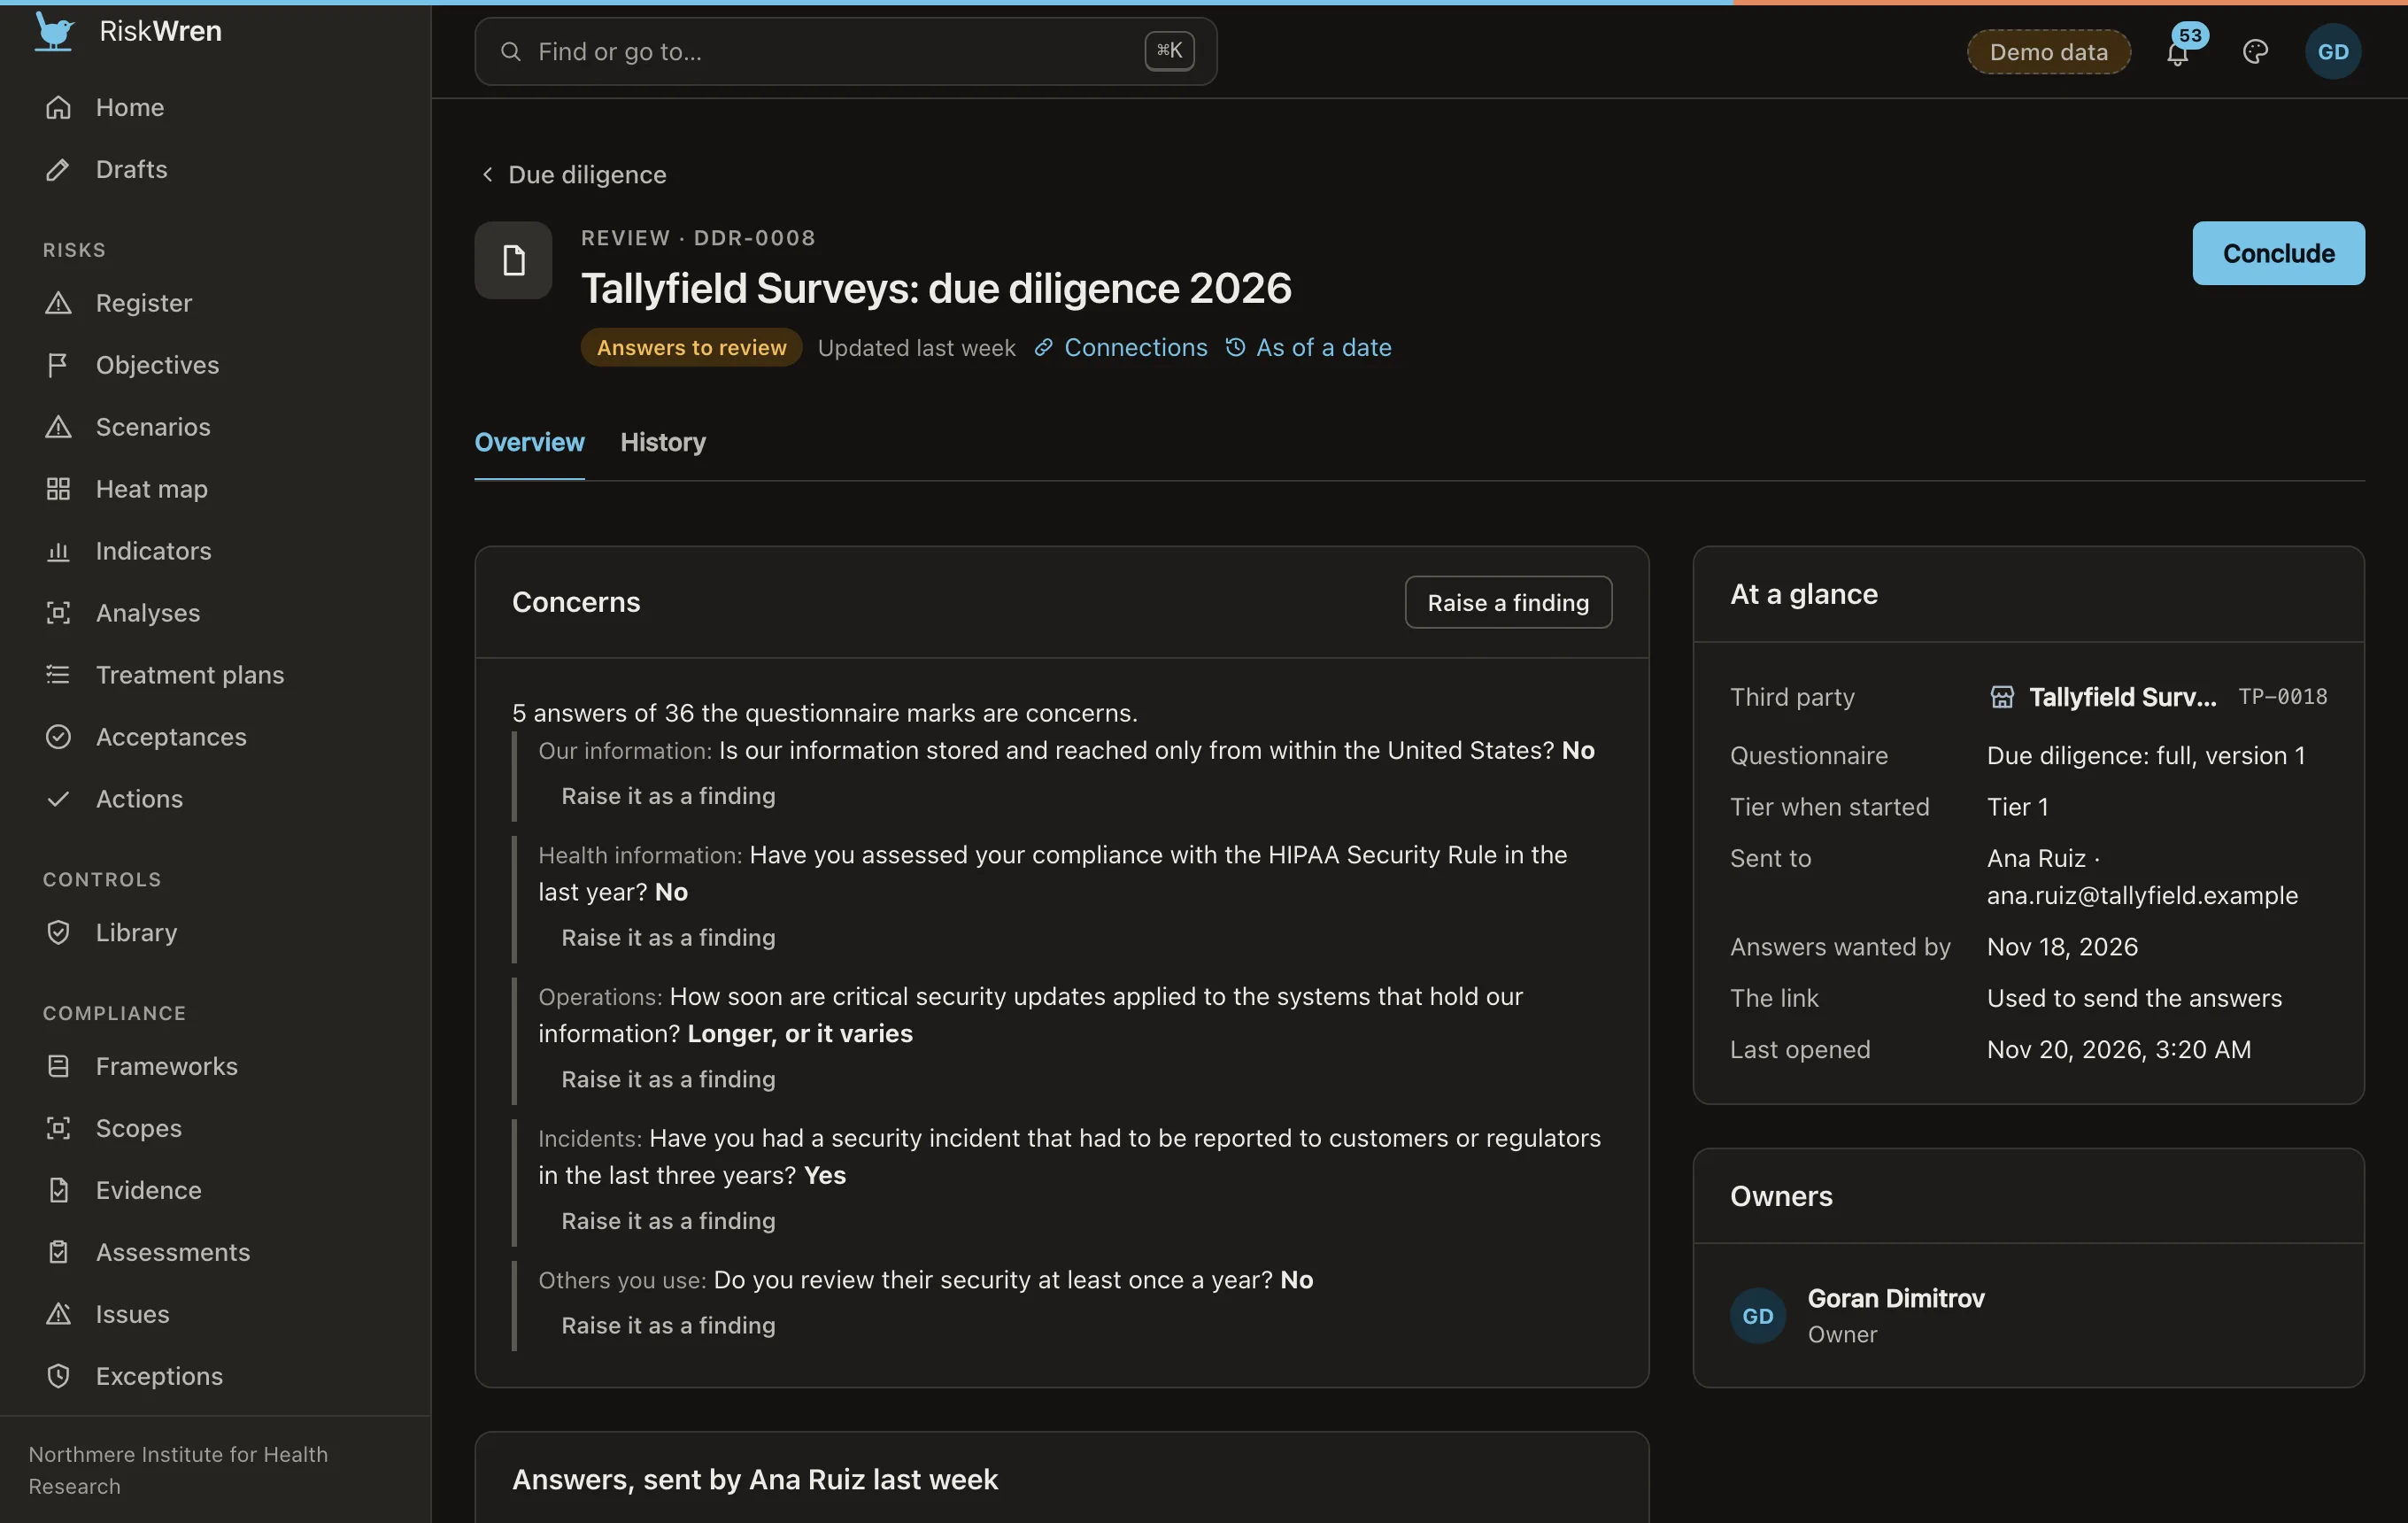 RiskWren
Find or go to...
⌘K
Demo data
53
GD
Home
Drafts
RISKS
Register
Objectives
Scenarios
Heat map
Indicators
Analyses
Treatment plans
Acceptances
Actions
CONTROLS
Library
COMPLIANCE
Frameworks
Scopes
Evidence
Assessments
Issues
Exceptions
Northmere Institute for Health
Research
Due diligence
REVIEW · DDR-0008
Tallyfield Surveys: due diligence 2026
Conclude
Answers to review Updated last week Connections As of a date
Overview History
Concerns
Raise a finding
5 answers of 36 the questionnaire marks are concerns.
Our information: Is our information stored and reached only from within the United States? No
Raise it as a finding
Health information: Have you assessed your compliance with the HIPAA Security Rule in the
last year? No
Raise it as a finding
Operations: How soon are critical security updates applied to the systems that hold our
information? Longer, or it varies
Raise it as a finding
Incidents: Have you had a security incident that had to be reported to customers or regulators
in the last three years? Yes
Raise it as a finding
Others you use: Do you review their security at least once a year? No
Raise it as a finding
Answers, sent by Ana Ruiz last week
At a glance
Third party Tallyfield Surv... TP-0018
Questionnaire Due diligence: full, version 1
Tier when started Tier 1
Sent to Ana Ruiz ·
ana.ruiz@tallyfield.example
Answers wanted by Nov 18, 2026
The link Used to send the answers
Last opened Nov 20, 2026, 3:20 AM
Owners
GD
Goran Dimitrov
Owner